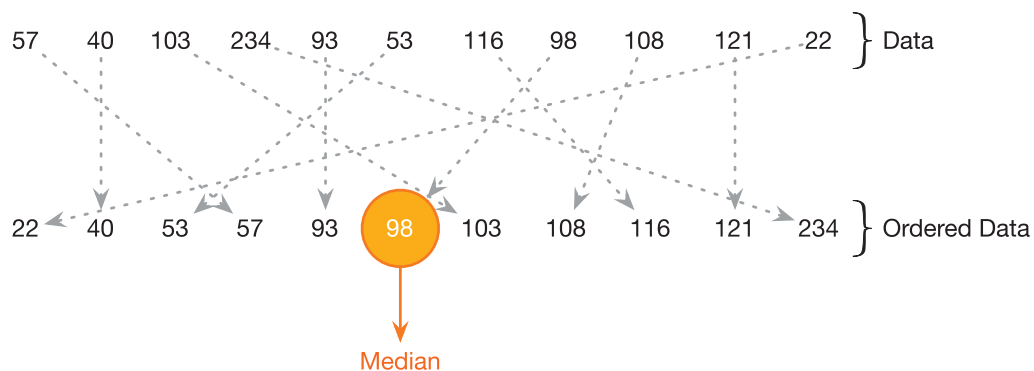 57 40 103 234 93 53 116 98 108 121 22 Data
22 40 53 57 93 98 103 108 116 121 234 Ordered Data
Median